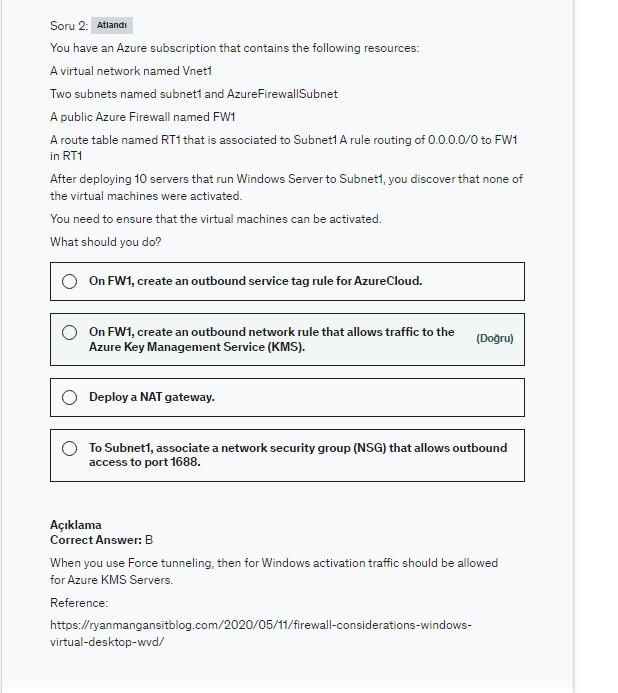 Soru 2: Atlandı
You have an Azure subscription that contains the following resources:
A virtual network named Vnet1
Two subnets named subnet1 and AzureFirewallSubnet
A public Azure Firewall named FW1
A route table named RT1 that is associated to Subnet1 A rule routing of 0.0.0.0/0 to FW1
in RT1
After deploying 10 servers that run Windows Server to Subnet1, you discover that none of
the virtual machines were activated.
You need to ensure that the virtual machines can be activated.
What should you do?
On FW1, create an outbound service tag rule for AzureCloud.
On FW1, create an outbound network rule that allows traffic to the
Azure Key Management Service (KMS).
(Doğru)
Deploy a NAT gateway.
To Subnet1, associate a network security group (NSG) that allows outbound
access to port 1688.
Açıklama
Correct Answer: B
When you use Force tunneling, then for Windows activation traffic should be allowed
for Azure KMS Servers.
Reference:
https://ryanmangansitblog.com/2020/05/11/firewall-considerations-windows-
virtual-desktop-wvd/